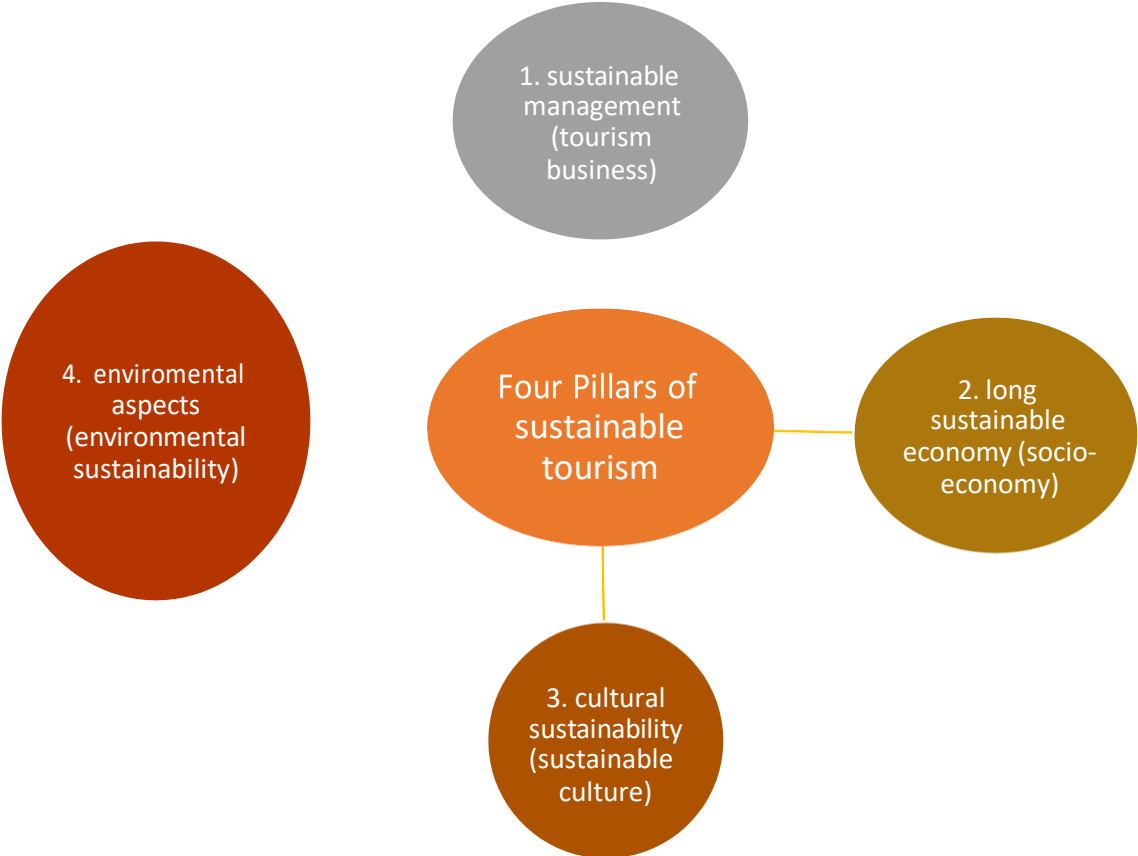 1. sustainable
management
(tourism
business)
4. enviromental
aspects
(environmental
sustainability)
Four Pillars of
sustainable
tourism
2. long
sustainable
economy (socio-
economy)
3. cultural
sustainability
(sustainable
culture)